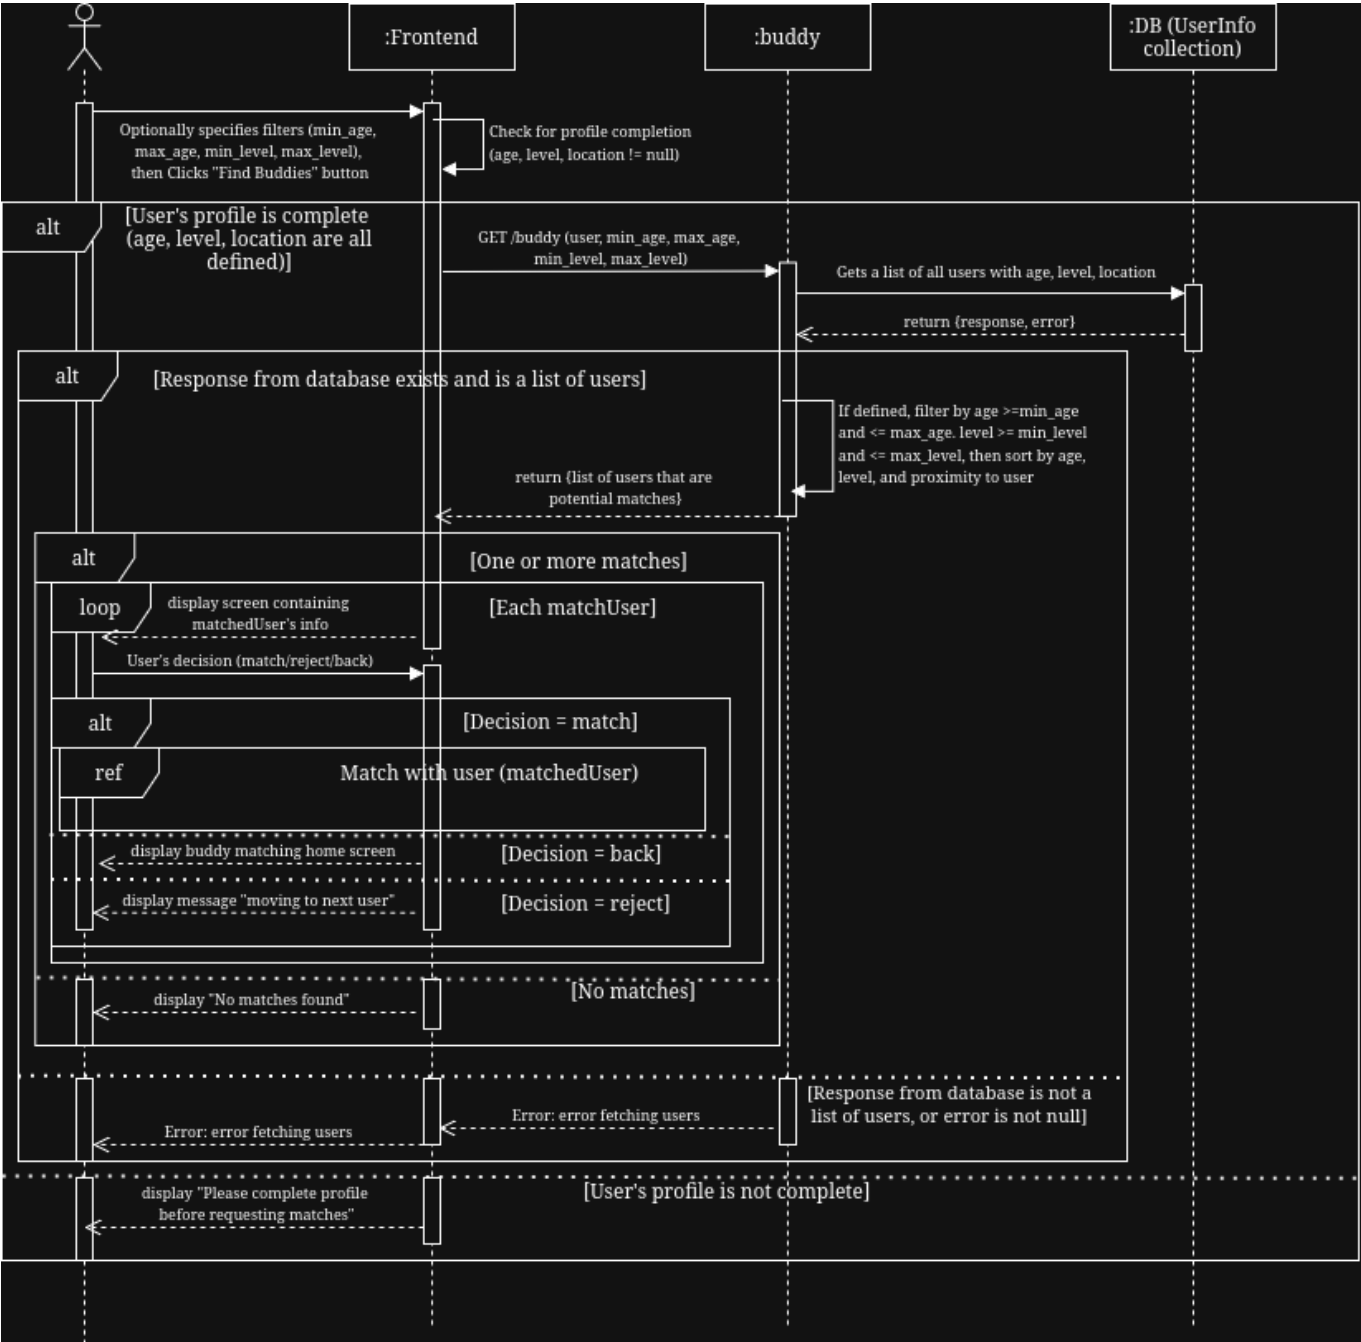 :Frontend
:buddy
:DB (UserInfo
collection)
Optionally specifies filters (min_age,
max_age, min_level, max_level),
then Clicks "Find Buddies" button
Check for profile completion
(age, level, location != null)
alt
[User's profile is complete
(age, level, location are all
defined)]
GET /buddy (user, min_age, max_age,
min_level, max_level)
Gets a list of all users with age, level, location
return {response, error}
alt
[Response from database exists and is a list of users]
If defined, filter by age >=min_age
and <= max_age. level >= min_level
and <= max_level, then sort by age,
level, and proximity to user
return {list of users that are
potential matches}
alt
[One or more matches]
loop
display screen containing
matchedUser's info
[Each matchUser]
User's decision (match/reject/back)
alt
[Decision = match]
ref
Match with user (matchedUser)
display buddy matching home screen
[Decision = back]
display message "moving to next user"
[Decision = reject]
[No matches]
display "No matches found"
[Response from database is not a
list of users, or error is not null]
Error: error fetching users
Error: error fetching users
display "Please complete profile
before requesting matches"
[User's profile is not complete]